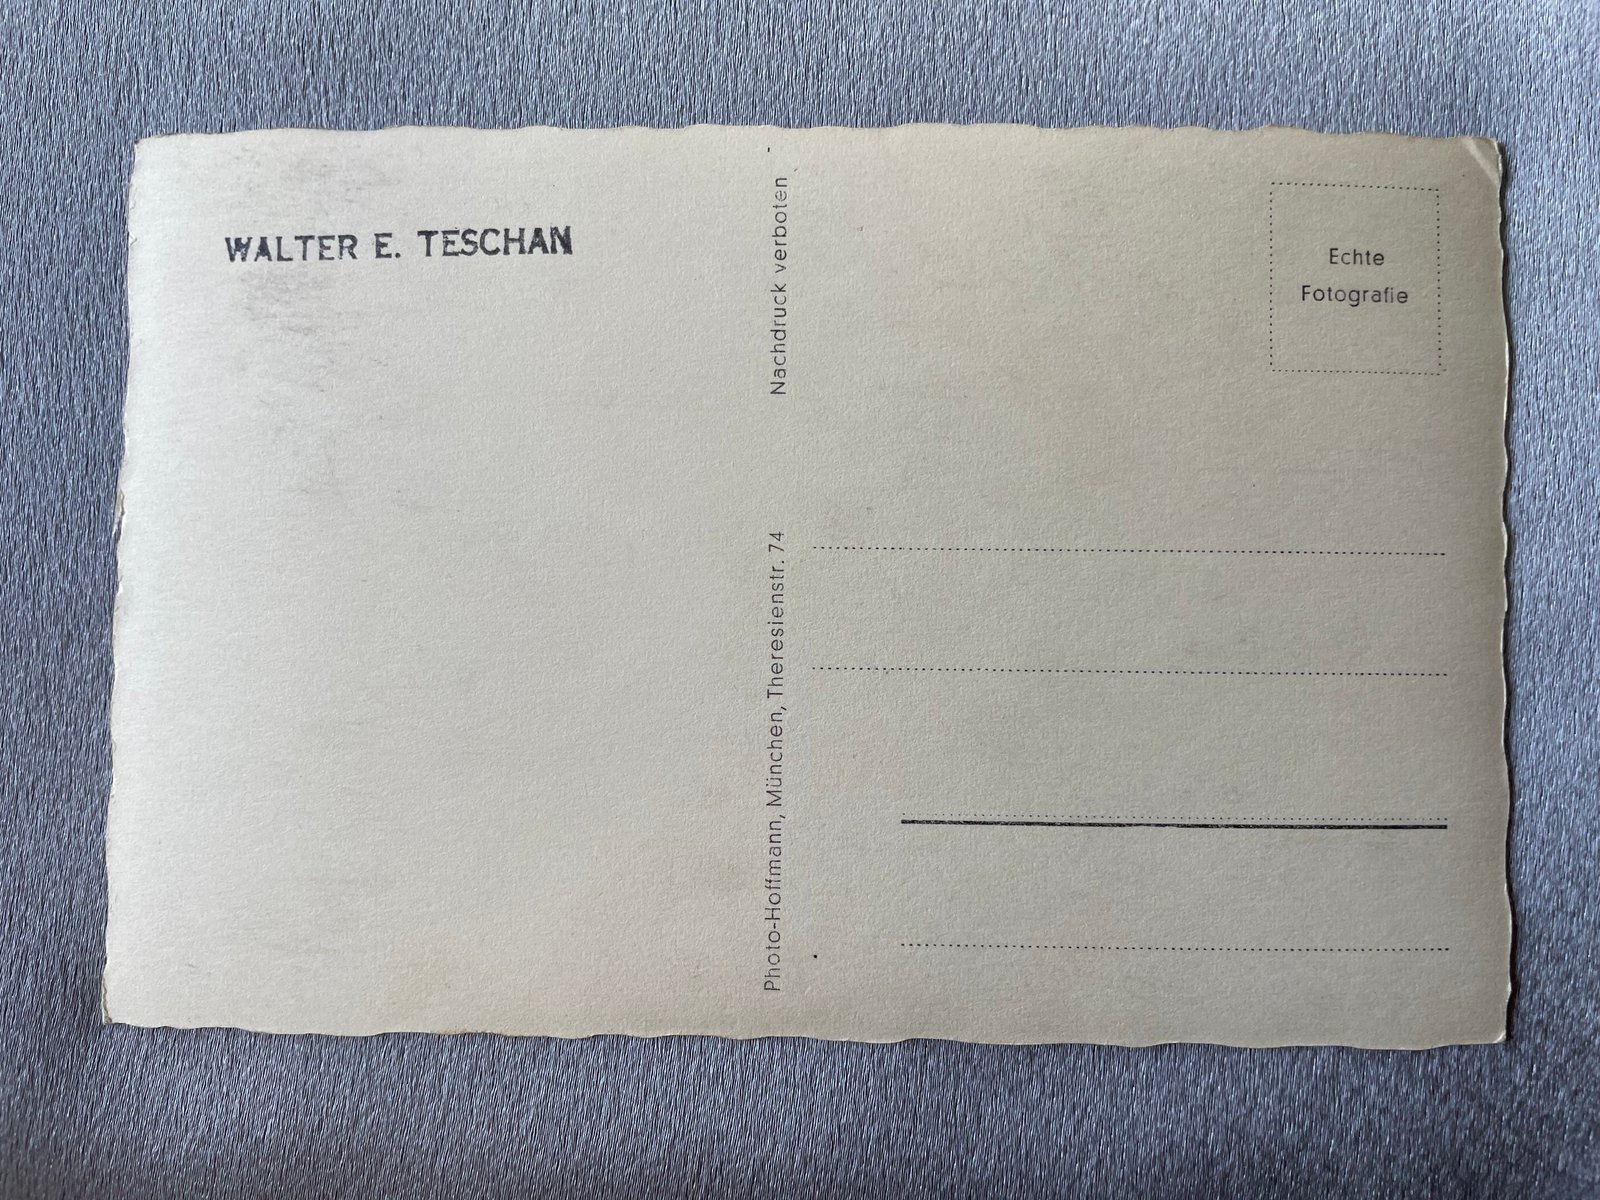 WALTER E. TESCHAN
Nachdruck verboten
Photo-Hoffmann, München, Theresienstr. 74
Echte
Fotografie